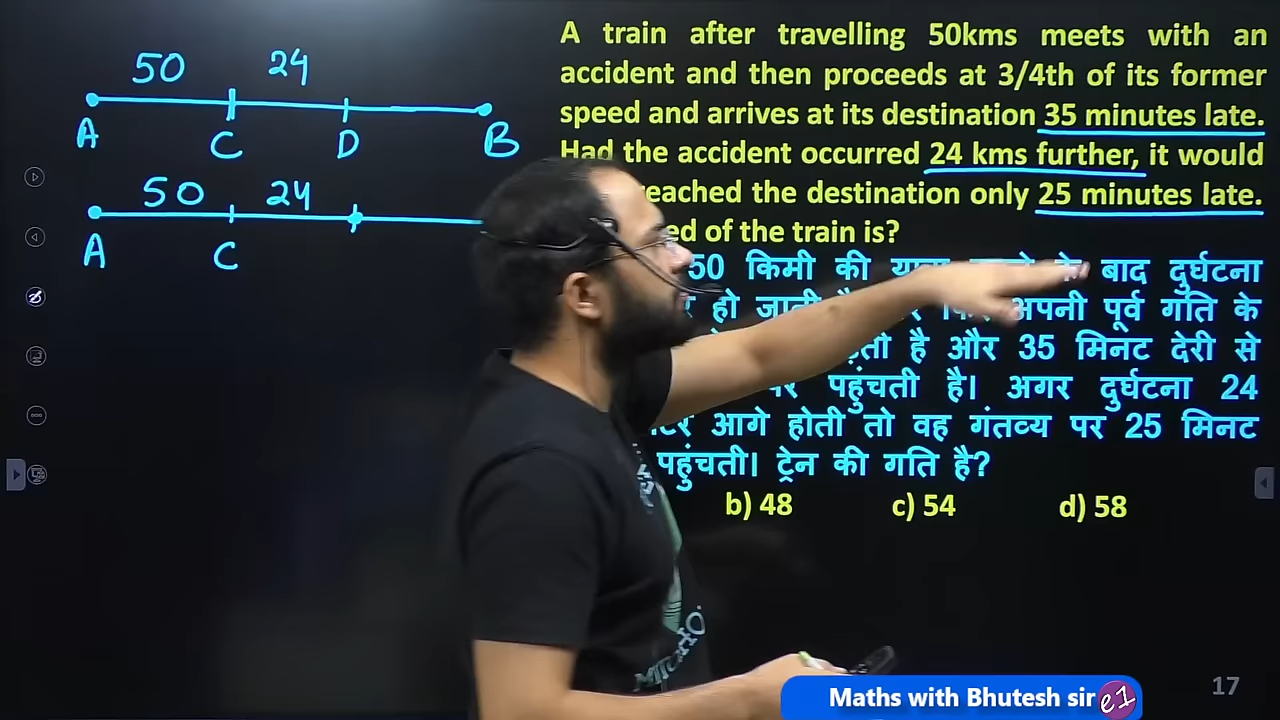 50 24
A C D B
50 24
A C
A train after travelling 50kms meets with an
accident and then proceeds at 3/4th of its former
speed and arrives at its destination 35 minutes late.
Had the accident occurred 24 kms further, it would
reached the destination only 25 minutes late.
of the train is?
50 किमी की बाद दुर्घटना
हो अपनी पूर्व गति के
है और 35 मिनट देरी से
पहुंचती है। अगर दुर्घटना 24
आगे होती तो वह गंतव्य पर 25 मिनट
पहुंचती। ट्रेन की गति है?
b) 48 c) 54 d) 58
Maths with Bhutesh sir e1
17